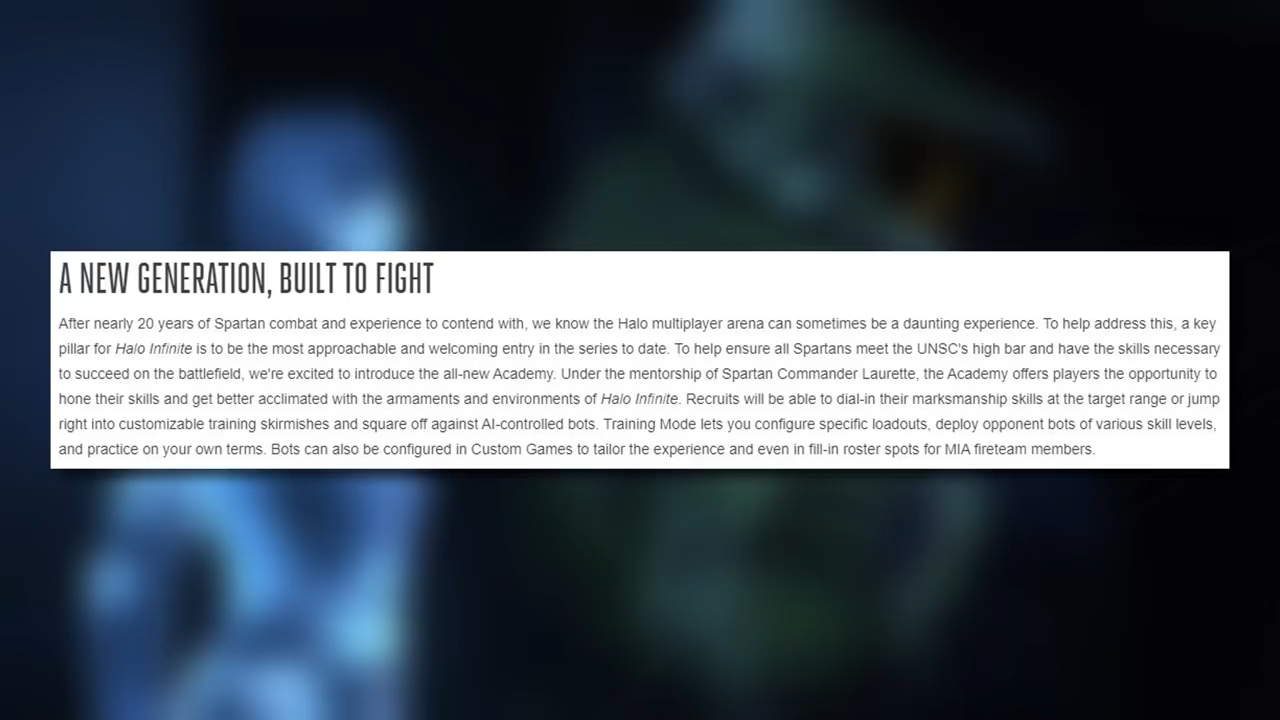 A NEW GENERATION, BUILT TO FIGHT
After nearly 20 years of Spartan combat and experience to contend with, we know the Halo multiplayer arena can sometimes be a daunting experience. To help address this, a key
pillar for Halo Infinite is to be the most approachable and welcoming entry in the series to date. To help ensure all Spartans meet the UNSC's high bar and have the skills necessary
to succeed on the battlefield, we're excited to introduce the all-new Academy. Under the mentorship of Spartan Commander Laurette, the Academy offers players the opportunity to
hone their skills and get better acclimated with the armaments and environments of Halo Infinite. Recruits will be able to dial-in their marksmanship skills at the target range or jump
right into customizable training skirmishes and square off against AI-controlled bots. Training Mode lets you configure specific loadouts, deploy opponent bots of various skill levels,
and practice on your own terms. Bots can also be configured in Custom Games to tailor the experience and even in fill-in roster spots for MIA fireteam members.